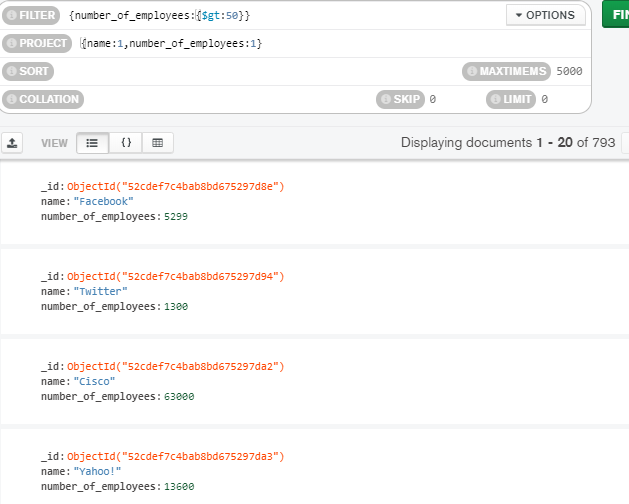 FILTER {number_of_employees:{$gt:50}} OPTIONS
PROJECT {name:1,number_of_employees:1}
SORT MAXTIMEMS 5000
COLLATION SKIP 0 LIMIT 0
VIEW {} Displaying documents 1 - 20 of 793
_id: ObjectId("52cdef7c4bab8bd675297d8e")
name: "Facebook"
number_of_employees: 5299
_id: ObjectId("52cdef7c4bab8bd675297d94")
name: "Twitter"
number_of_employees: 1300
_id: ObjectId("52cdef7c4bab8bd675297da2")
name: "Cisco"
number_of_employees: 63000
_id: ObjectId("52cdef7c4bab8bd675297da3")
name: "Yahoo!"
number_of_employees: 13600